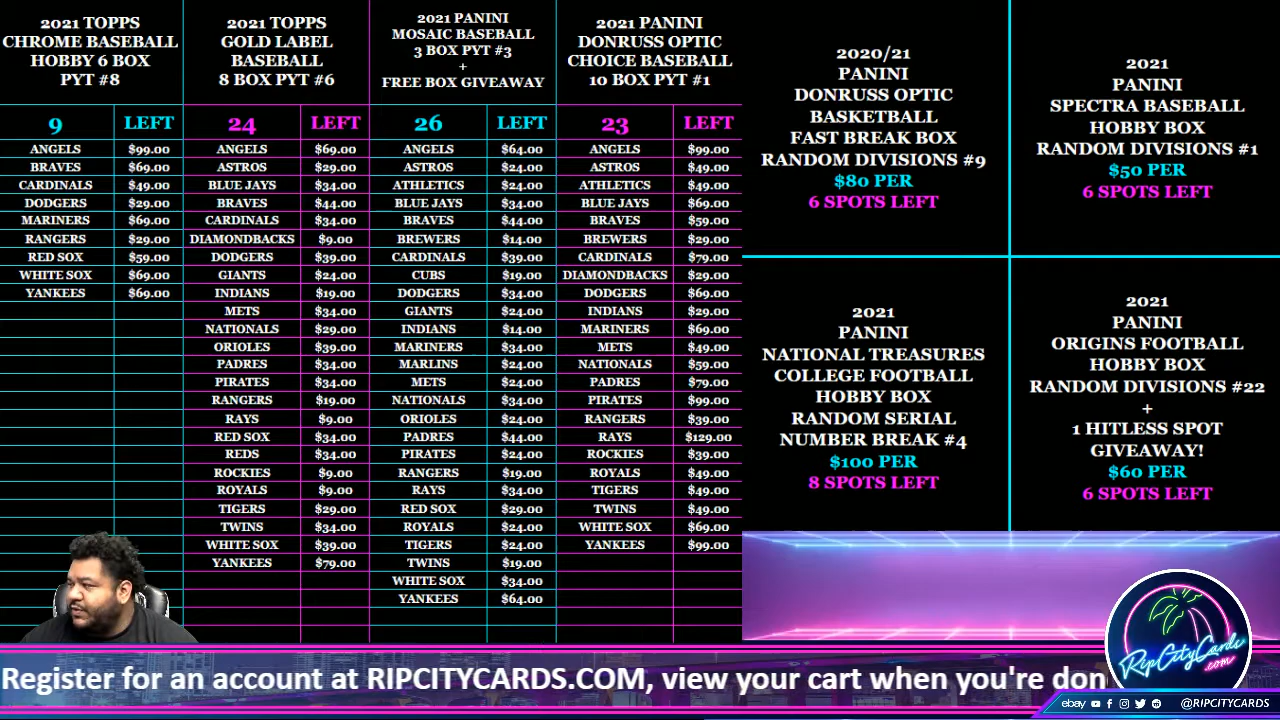 2021 TOPPS
CHROME BASEBALL
HOBBY 6 BOX
PYT #8
9 LEFT
ANGELS $99.00
BRAVES $69.00
CARDINALS $49.00
DODGERS $29.00
MARINERS $69.00
RANGERS $29.00
RED SOX $59.00
WHITE SOX $69.00
YANKEES $69.00
2021 TOPPS
GOLD LABEL
BASEBALL
8 BOX PYT #6
24 LEFT
ANGELS $69.00
ASTROS $29.00
BLUE JAYS $34.00
BRAVES $44.00
CARDINALS $34.00
DIAMONDBACKS $9.00
DODGERS $39.00
GIANTS $24.00
INDIANS $19.00
METS $34.00
NATIONALS $29.00
ORIOLES $39.00
PADRES $34.00
PIRATES $34.00
RANGERS $19.00
RAYS $9.00
RED SOX $34.00
REDS $34.00
ROCKIES $9.00
ROYALS $9.00
TIGERS $29.00
TWINS $34.00
WHITE SOX $39.00
YANKEES $79.00
2021 PANINI
MOSAIC BASEBALL
3 BOX PYT #3
+
FREE BOX GIVEAWAY
26 LEFT
ANGELS $64.00
ASTROS $24.00
ATHLETICS $24.00
BLUE JAYS $34.00
BRAVES $44.00
BREWERS $14.00
CARDINALS $39.00
CUBS $19.00
DODGERS $34.00
GIANTS $24.00
INDIANS $14.00
MARINERS $34.00
MARLINS $24.00
METS $24.00
NATIONALS $34.00
ORIOLES $24.00
PADRES $44.00
PIRATES $24.00
RANGERS $19.00
RAYS $34.00
RED SOX $29.00
ROYALS $24.00
TIGERS $24.00
TWINS $19.00
WHITE SOX $34.00
YANKEES $64.00
2021 PANINI
DONRUSS OPTIC
CHOICE BASEBALL
10 BOX PYT #1
23 LEFT
ANGELS $99.00
ASTROS $49.00
ATHLETICS $49.00
BLUE JAYS $69.00
BRAVES $59.00
BREWERS $29.00
CARDINALS $79.00
DIAMONDBACKS $29.00
DODGERS $69.00
INDIANS $29.00
MARINERS $69.00
METS $49.00
NATIONALS $59.00
PADRES $79.00
PIRATES $99.00
RANGERS $39.00
RAYS $129.00
ROCKIES $39.00
ROYALS $49.00
TIGERS $49.00
TWINS $49.00
WHITE SOX $69.00
YANKEES $99.00
2020/21
PANINI
DONRUSS OPTIC
BASKETBALL
FAST BREAK BOX
RANDOM DIVISIONS #9
$80 PER
6 SPOTS LEFT
2021
PANINI
SPECTRA BASEBALL
HOBBY BOX
RANDOM DIVISIONS #1
$50 PER
6 SPOTS LEFT
2021
PANINI
NATIONAL TREASURES
COLLEGE FOOTBALL
HOBBY BOX
RANDOM SERIAL
NUMBER BREAK #4
$100 PER
8 SPOTS LEFT
2021
PANINI
ORIGINS FOOTBALL
HOBBY BOX
RANDOM DIVISIONS #22
+
1 HITLESS SPOT
GIVEAWAY!
$60 PER
6 SPOTS LEFT
RipCityCards
.com
Register for an account at RIPCITYCARDS.COM, view your cart when you're don
ebay @RIPCITYCARDS